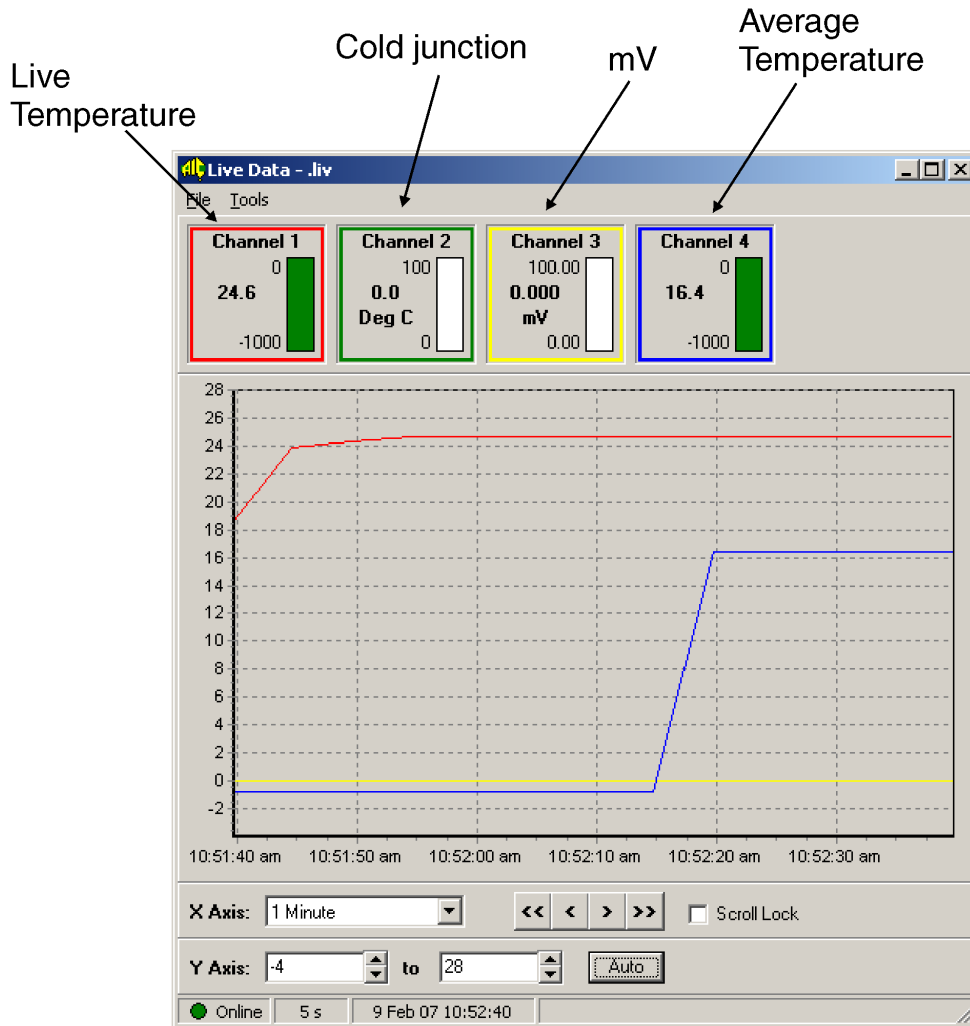 Live
Temperature
Cold junction
mV
Average
Temperature
Live Data - .liv
File Tools
Channel 1
0
24.6
-1000
Channel 2
100
0.0
Deg C
0
Channel 3
100.00
0.000
mV
0.00
Channel 4
0
16.4
-1000
28
26
24
22
20
18
16
14
12
10
8
6
4
2
0
-2
10:51:40 am 10:51:50 am 10:52:00 am 10:52:10 am 10:52:20 am 10:52:30 am
X Axis: 1 Minute << < > >> Scroll Lock
Y Axis: -4 to 28 Auto
Online 5 s 9 Feb 07 10:52:40